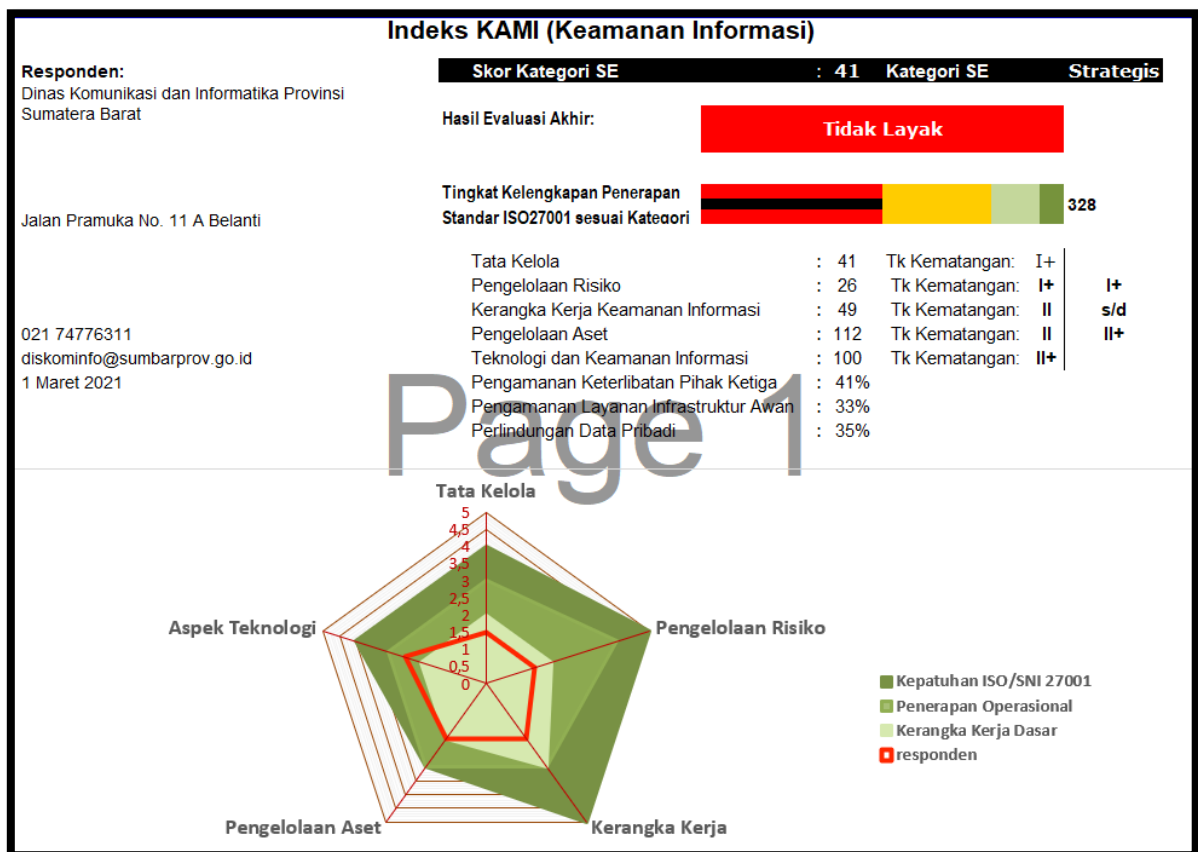 Indeks KAMI (Keamanan Informasi)
Responden:
Dinas Komunikasi dan Informatika Provinsi
Sumatera Barat
Jalan Pramuka No. 11 A Belanti
021 74776311
diskominfo@sumbarprov.go.id
1 Maret 2021
Skor Kategori SE : 41 Kategori SE Strategis
Hasil Evaluasi Akhir: Tidak Layak
Tingkat Kelengkapan Penerapan
Standar ISO27001 sesuai Kategori 328
Tata Kelola : 41 Tk Kematangan: I+
Pengelolaan Risiko : 26 Tk Kematangan: I+ I+
Kerangka Kerja Keamanan Informasi : 49 Tk Kematangan: II s/d
Pengelolaan Aset : 112 Tk Kematangan: II II+
Teknologi dan Keamanan Informasi : 100 Tk Kematangan: II+
Pengamanan Keterlibatan Pihak Ketiga : 41%
Pengamanan Layanan Infrastruktur Awan : 33%
Perlindungan Data Pribadi : 35%
Page 1
Tata Kelola
5
4,5
4
3,5
3
2,5
2
1,5
1
0,5
0
Aspek Teknologi
Pengelolaan Risiko
Pengelolaan Aset
Kerangka Kerja
Kepatuhan ISO/SNI 27001
Penerapan Operasional
Kerangka Kerja Dasar
responden